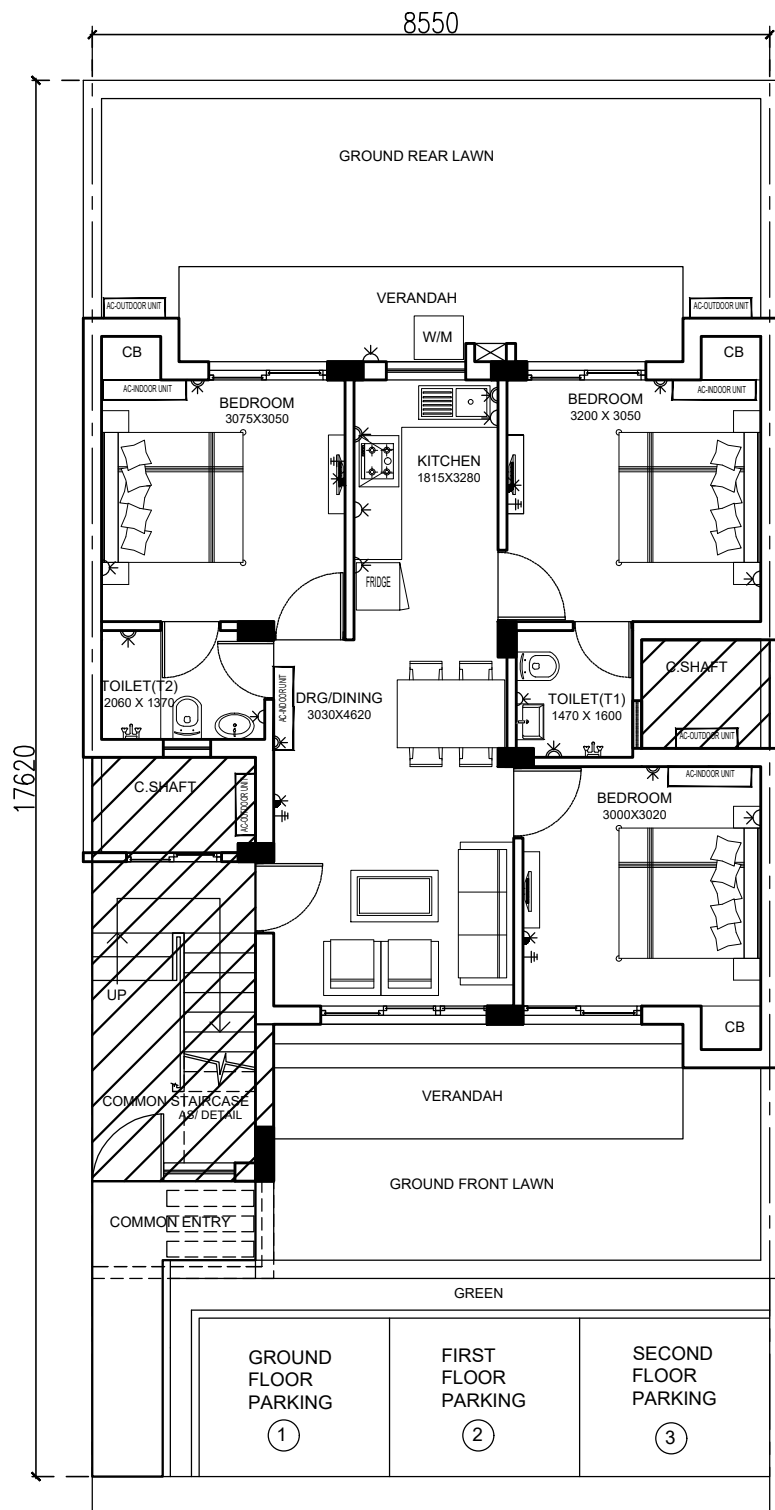 8550
17620
GROUND REAR LAWN
VERANDAH
AC-OUTDOOR UNIT
AC-OUTDOOR UNIT
W/M
CB
CB
AC-INDOOR UNIT
AC-INDOOR UNIT
BEDROOM
3075X3050
BEDROOM
3200 X 3050
KITCHEN
1815X3280
FRIDGE
TOILET(T2)
2060 X 1370
AC-INDOOR UNIT
DRG/DINING
3030X4620
TOILET(T1)
1470 X 1600
C.SHAFT
AC-OUTDOOR UNIT
C.SHAFT
AC-OUTDOOR UNIT
AC-INDOOR UNIT
BEDROOM
3000X3020
UP
CB
COMMON STAIRCASE
AS/ DETAIL
VERANDAH
GROUND FRONT LAWN
COMMON ENTRY
GREEN
GROUND
FLOOR
PARKING
1
FIRST
FLOOR
PARKING
2
SECOND
FLOOR
PARKING
3